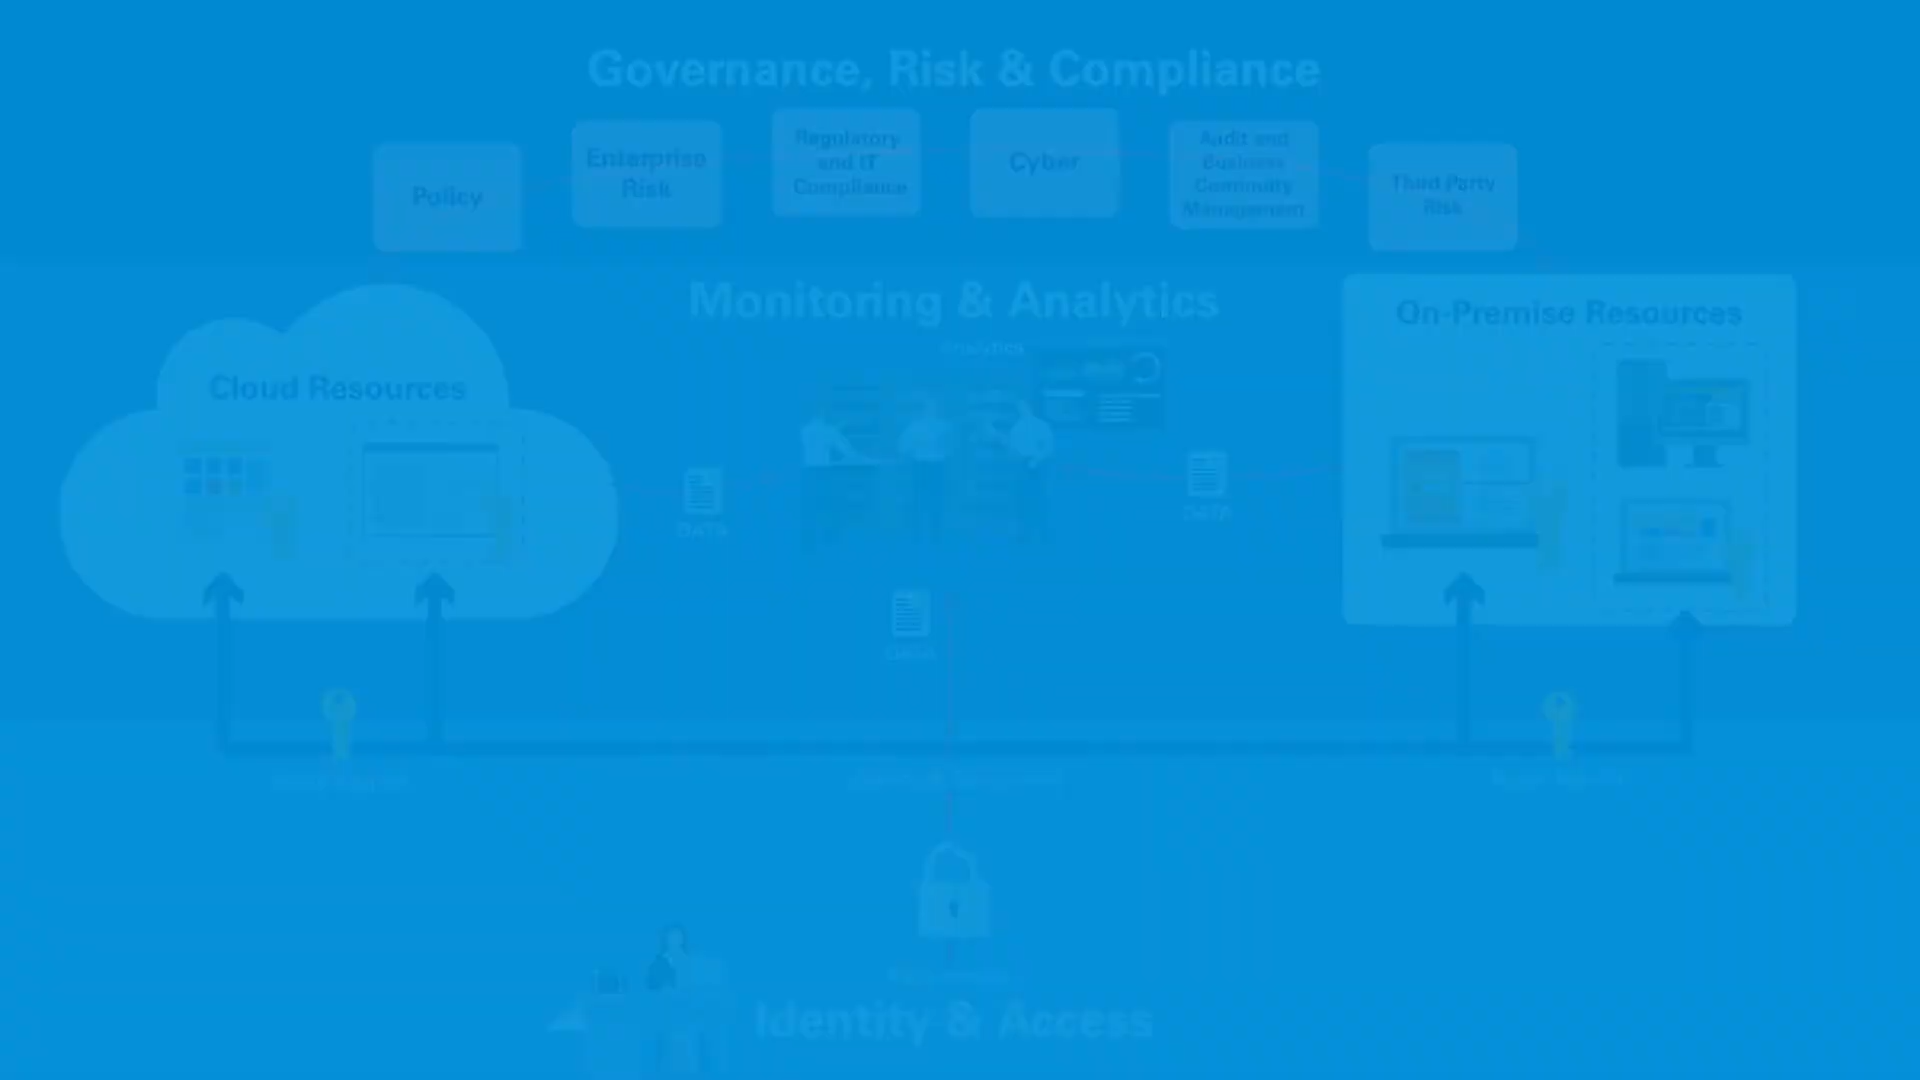 Governance, Risk & Compliance
Policy
Enterprise
Risk
Regulatory
and IT
Compliance
Cyber
Audit and
Business
Continuity
Management
Third Party
Risk
Monitoring & Analytics
Analytics
Cloud Resources
On-Premise Resources
DATA
DATA
DATA
Identity & Access